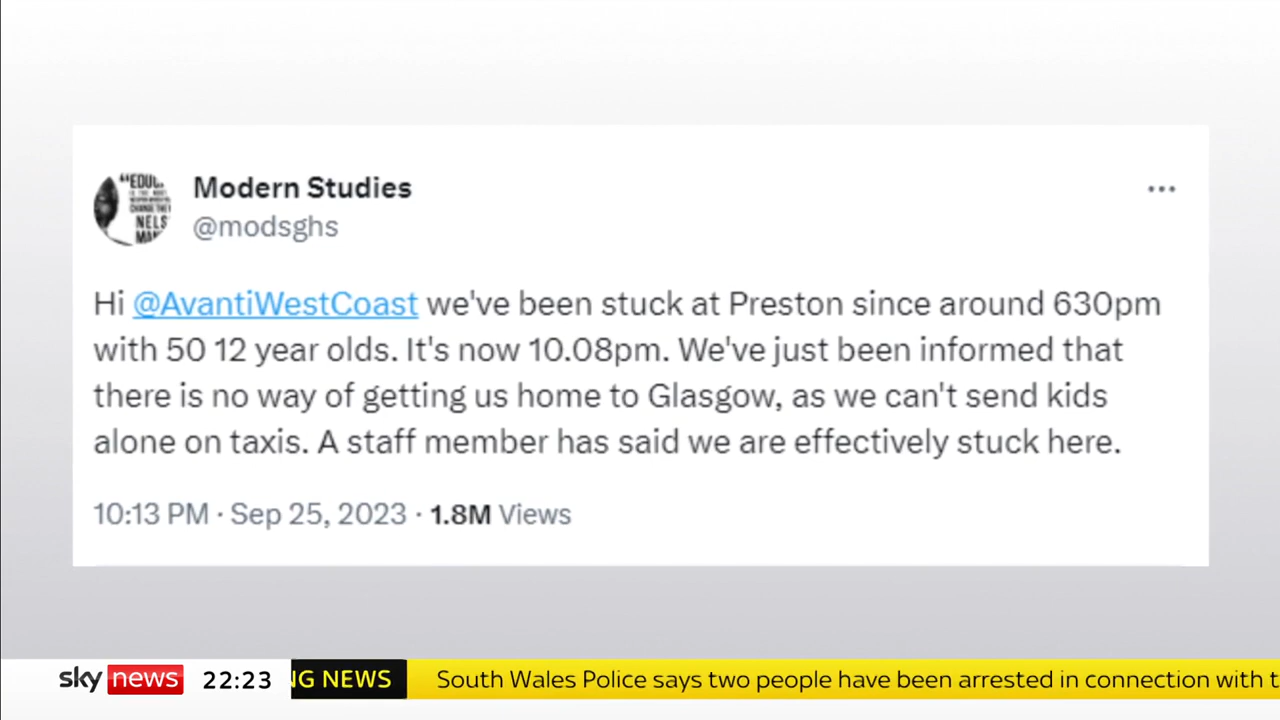 Modern Studies
@modsghs
Hi @AvantiWestCoast we've been stuck at Preston since around 630pm
with 50 12 year olds. It's now 10.08pm. We've just been informed that
there is no way of getting us home to Glasgow, as we can't send kids
alone on taxis. A staff member has said we are effectively stuck here.
10:13 PM · Sep 25, 2023 · 1.8M Views
sky news 22:23 NG NEWS South Wales Police says two people have been arrested in connection with t